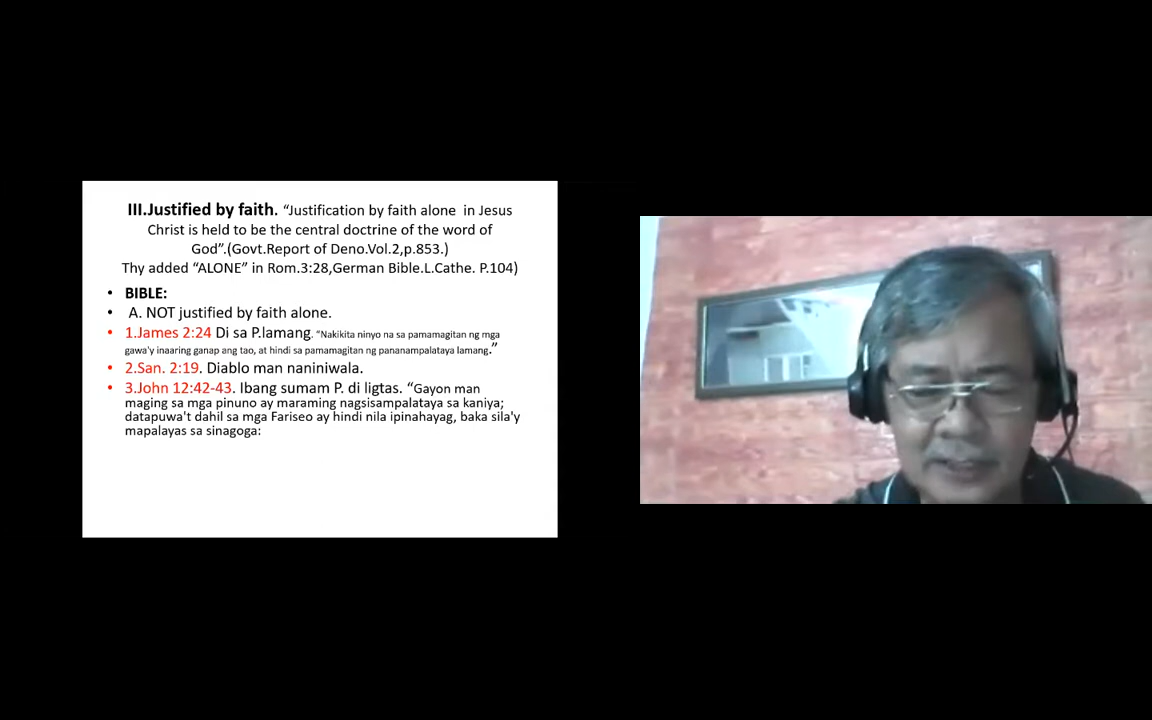 III.Justified by faith. “Justification by faith alone in Jesus
Christ is held to be the central doctrine of the word of
God”.(Govt.Report of Deno.Vol.2,p.853.)
Thy added “ALONE” in Rom.3:28,German Bible.L.Cathe. P.104)
• BIBLE:
• A. NOT justified by faith alone.
• 1.James 2:24 Di sa P.lamang. “Nakikita ninyo na sa pamamagitan ng mga
gawa'y inaaring ganap ang tao, at hindi sa pamamagitan ng pananampalataya lamang.”
• 2.San. 2:19. Diablo man naniniwala.
• 3.John 12:42-43. Ibang sumam P. di ligtas. “Gayon man
maging sa mga pinuno ay maraming nagsisampalataya sa kaniya;
datapuwa't dahil sa mga Fariseo ay hindi nila ipinahayag, baka sila'y
mapalayas sa sinagoga: